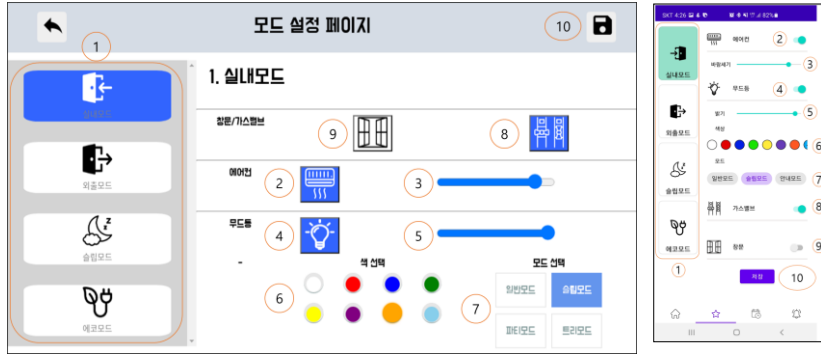 모드 설정 페이지
10
1
실내모드
외출모드
슬립모드
에코모드
1. 실내모드
창문/가스밸브
9
8
에어컨
2
3
무드등
4
5
-
색 선택
모드 선택
6
7
일반모드
슬립모드
파티모드
트리모드
SKT 4:26
82%
실내모드
외출모드
슬립모드
에코모드
1
에어컨
2
바람세기
3
무드등
4
밝기
5
색상
6
모드
일반모드
슬립모드
안내모드
7
가스밸브
8
창문
9
저장
10